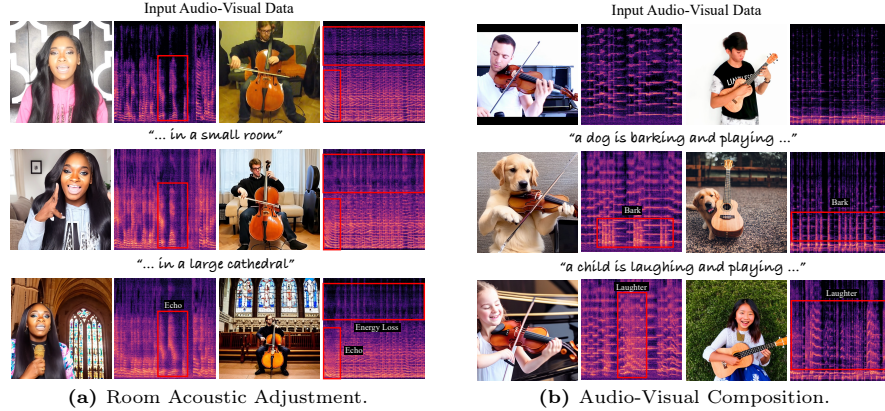 Input Audio-Visual Data
"... in a small room"
"... in a large cathedral"
Echo
Energy Loss
Echo
(a) Room Acoustic Adjustment.
Input Audio-Visual Data
"a dog is barking and playing ..."
Bark
Bark
"a child is laughing and playing ..."
Laughter
Laughter
(b) Audio-Visual Composition.